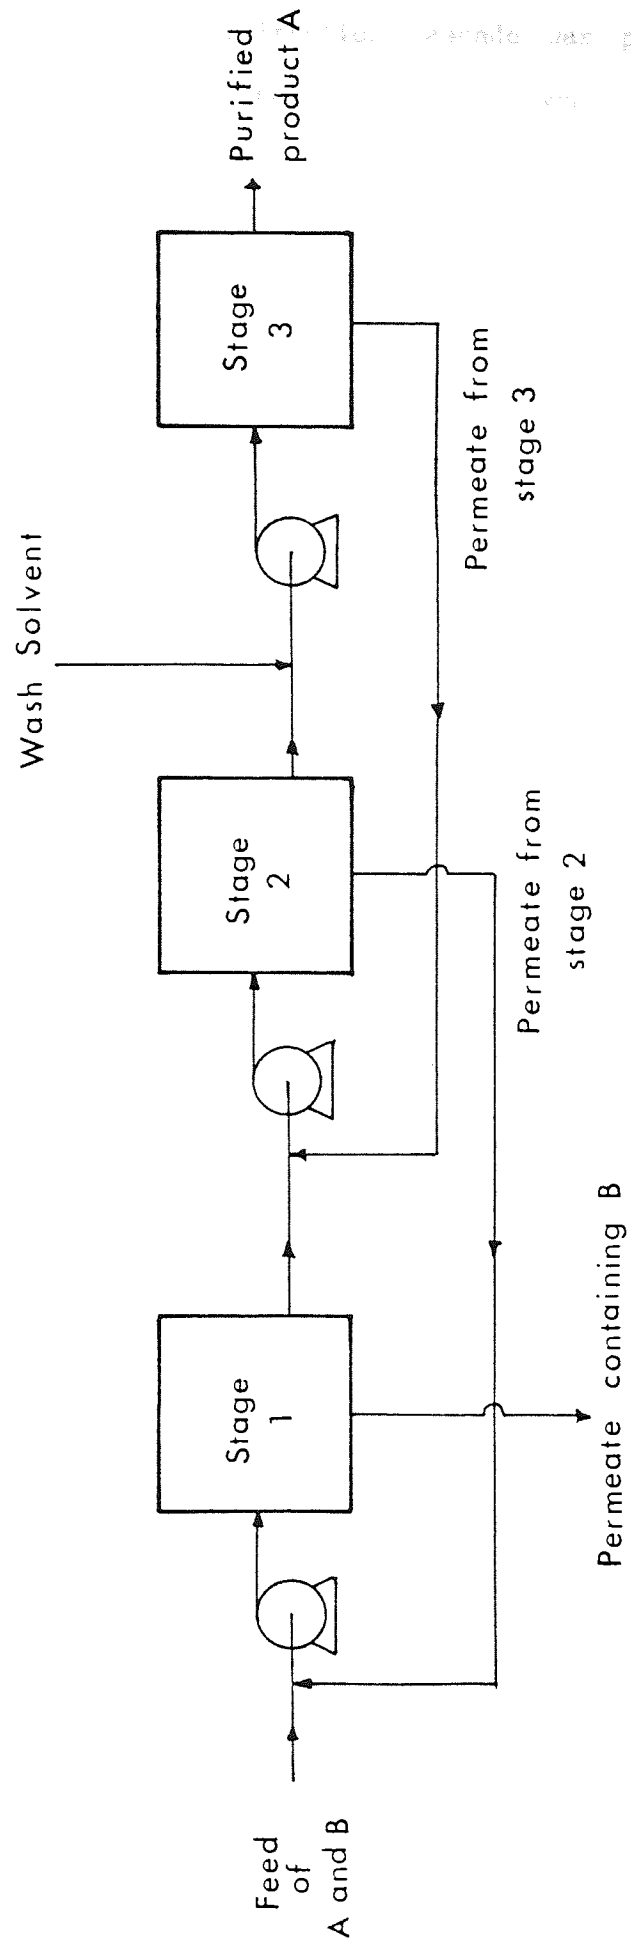 Feed
of
A and B
Stage
1
Permeate containing B
Stage
2
Permeate from
stage 2
Wash Solvent
Stage
3
Permeate from
stage 3
Purified
product A